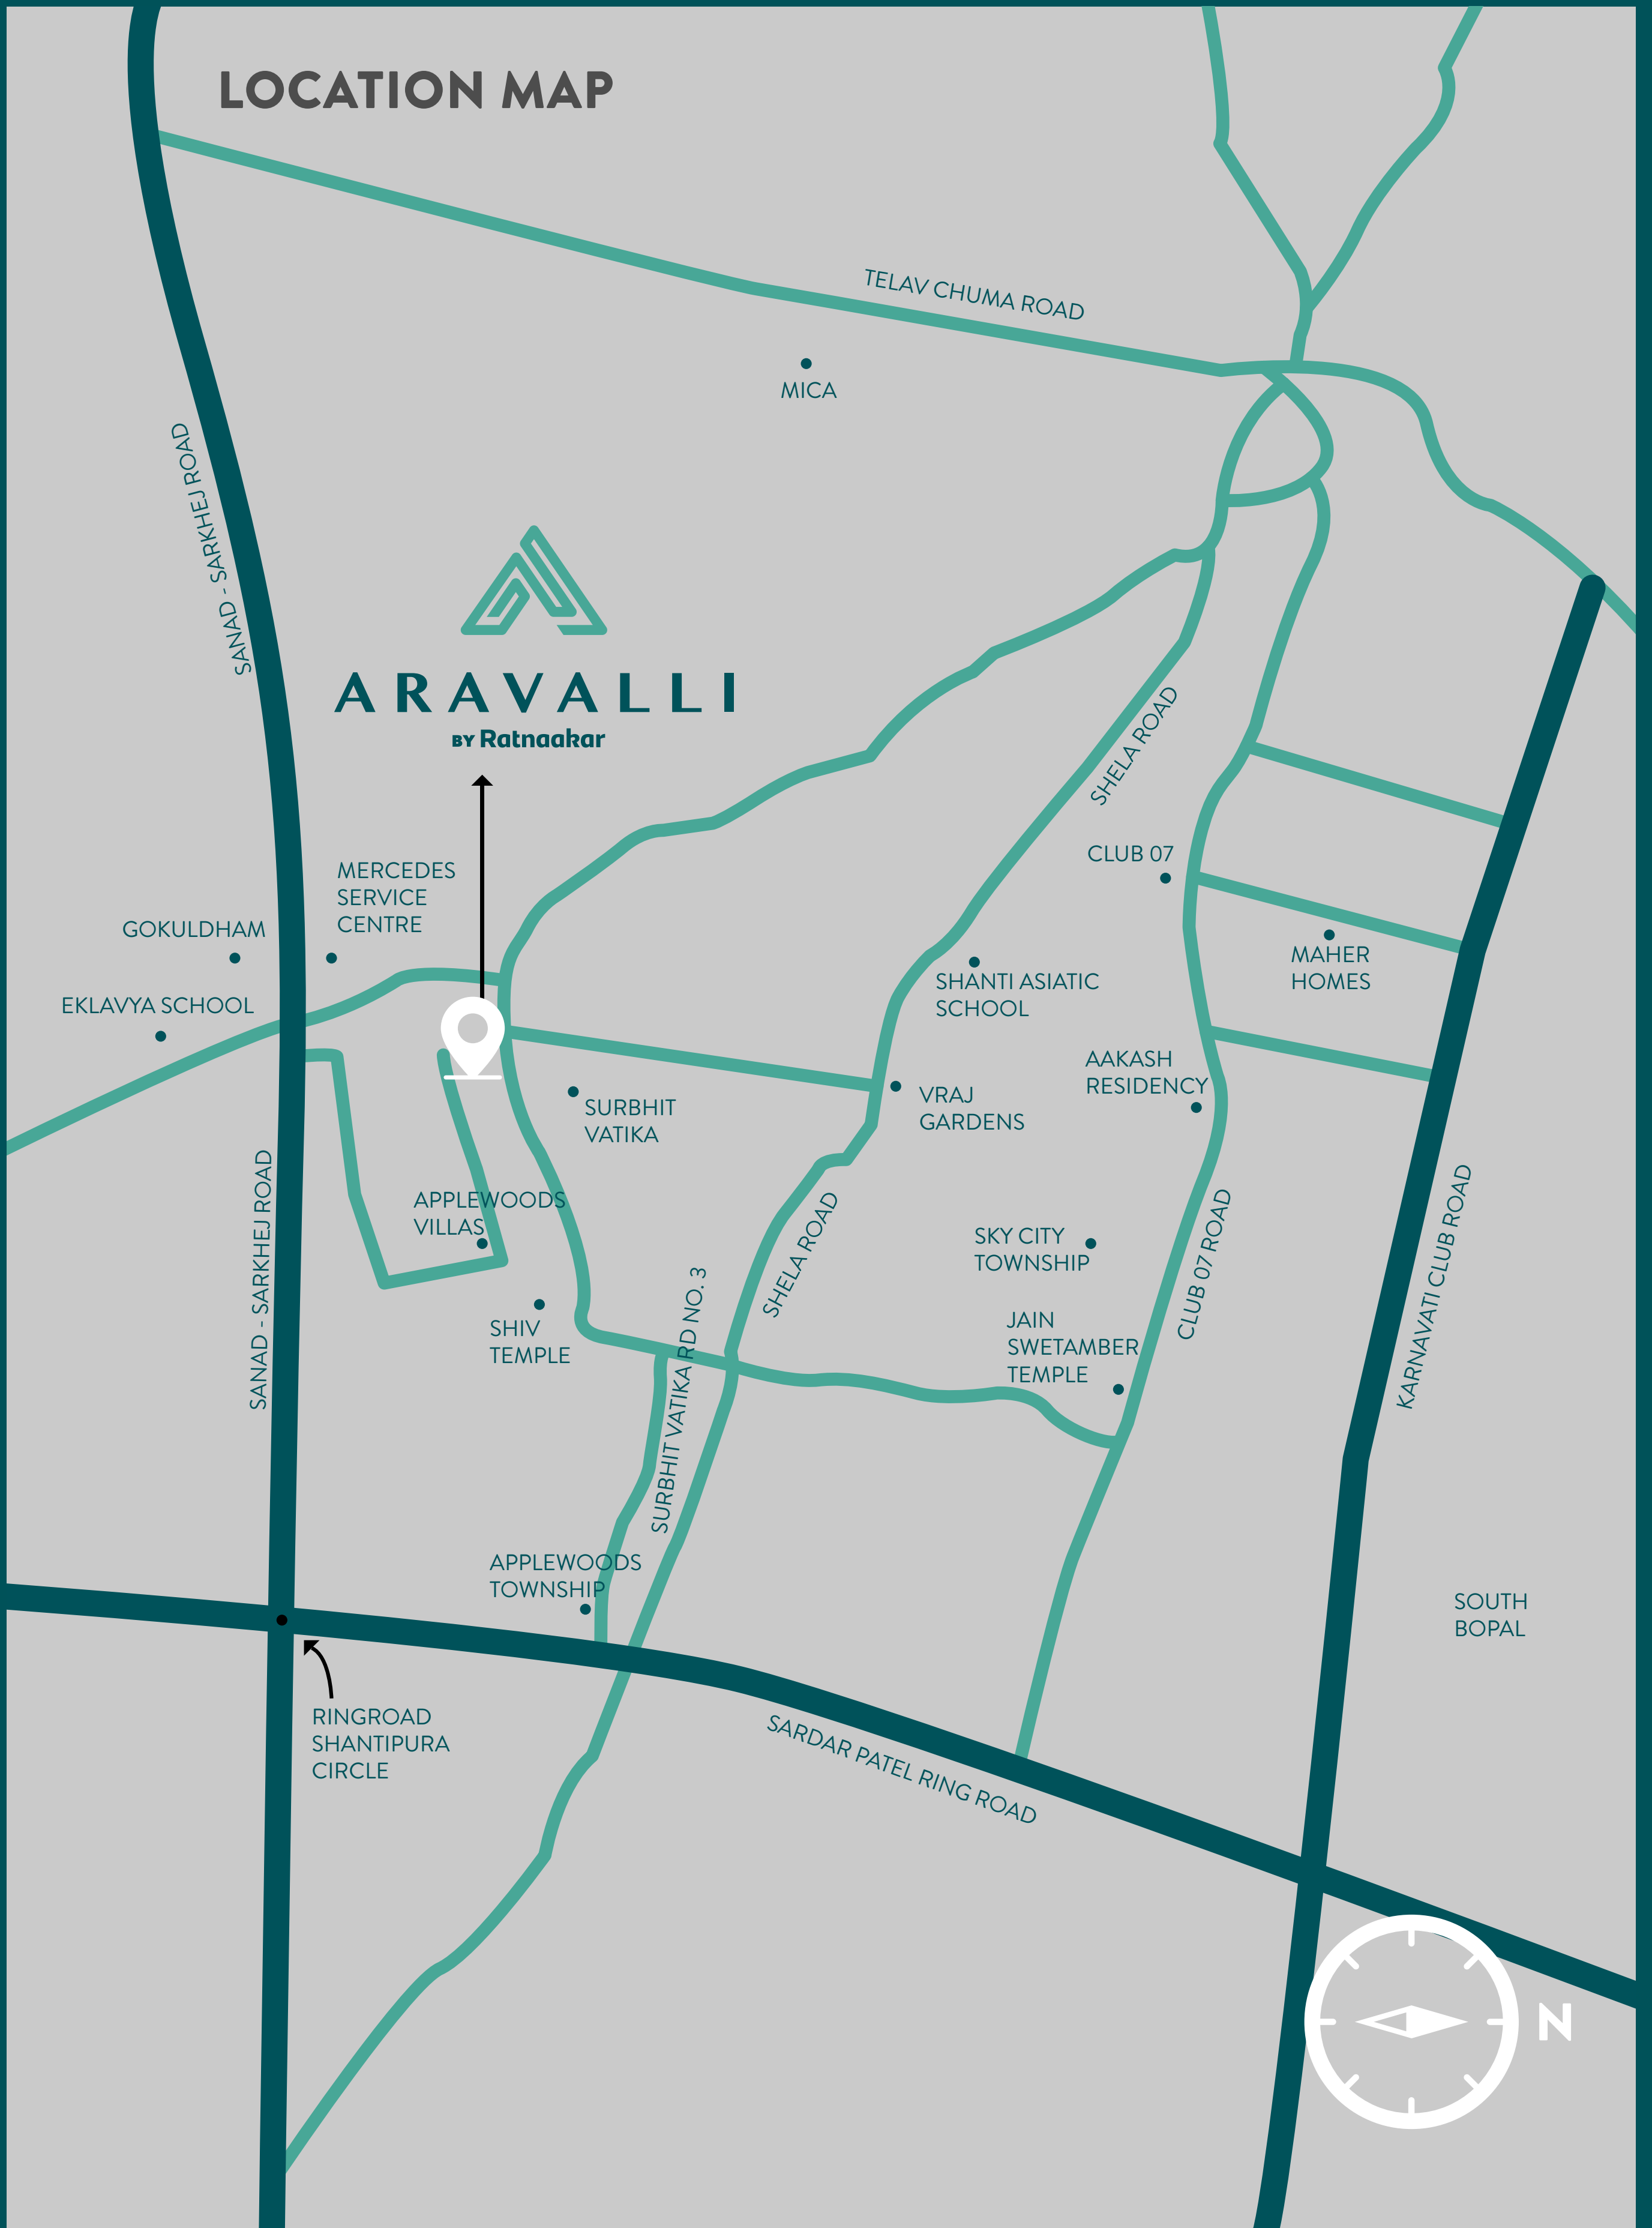 LOCATION MAP
TELAV CHUMA ROAD
MICA
SANAD - SARKHEJ ROAD
ARAVALLI
BY Ratnaakar
SHELA ROAD
CLUB 07
MERCEDES
SERVICE
CENTRE
GOKULDHAM
MAHER
HOMES
SHANTI ASIATIC
SCHOOL
EKLAVYA SCHOOL
AAKASH
RESIDENCY
VRAJ
GARDENS
SURBHIT
VATIKA
SANAD - SARKHEJ ROAD
APPLEWOODS
VILLAS
SHELA ROAD
SKY CITY
TOWNSHIP
CLUB 07 ROAD
KARNAVATI CLUB ROAD
SHIV
TEMPLE
SURBHIT VATIKA RD NO. 3
JAIN
SWETAMBER
TEMPLE
APPLEWOODS
TOWNSHIP
SOUTH
BOPAL
RINGROAD
SHANTIPURA
CIRCLE
SARDAR PATEL RING ROAD
N